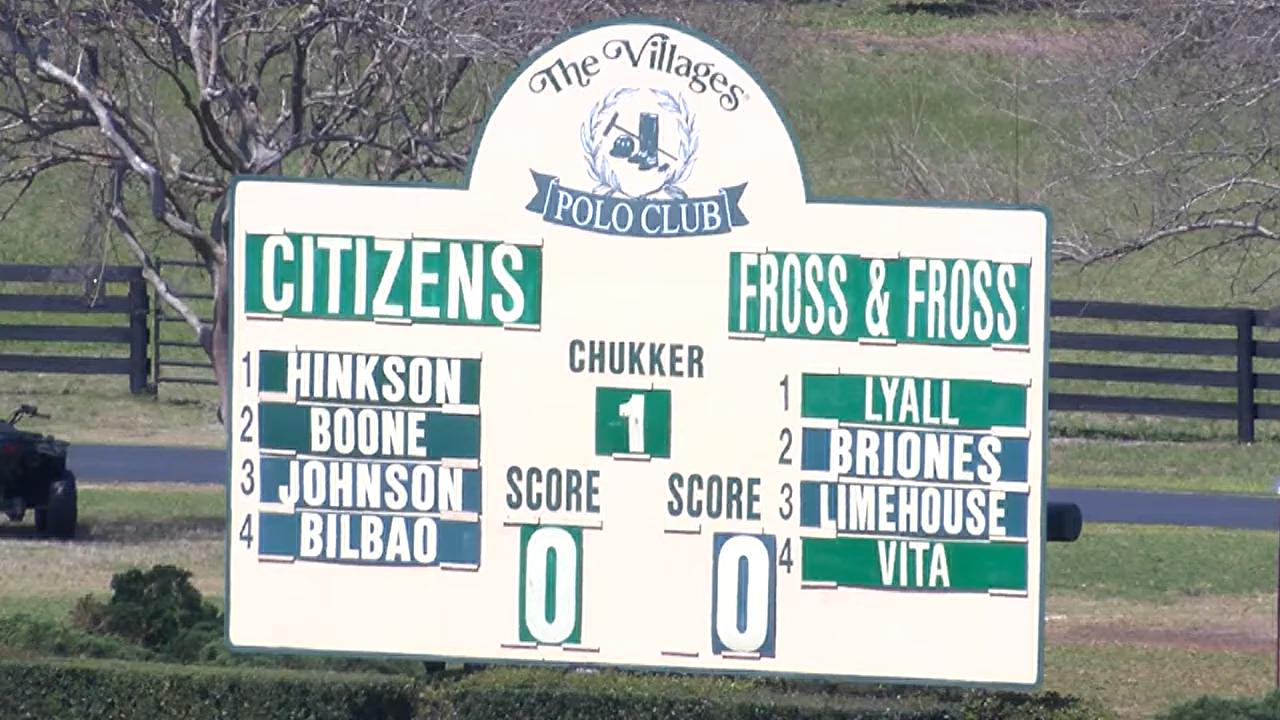 The Villages
POLO CLUB
CITIZENS
FROSS & FROSS
CHUKKER
1
1 HINKSON
2 BOONE
3 JOHNSON
4 BILBAO
1 LYALL
2 BRIONES
3 LIMEHOUSE
4 VITA
SCORE
0
SCORE
0